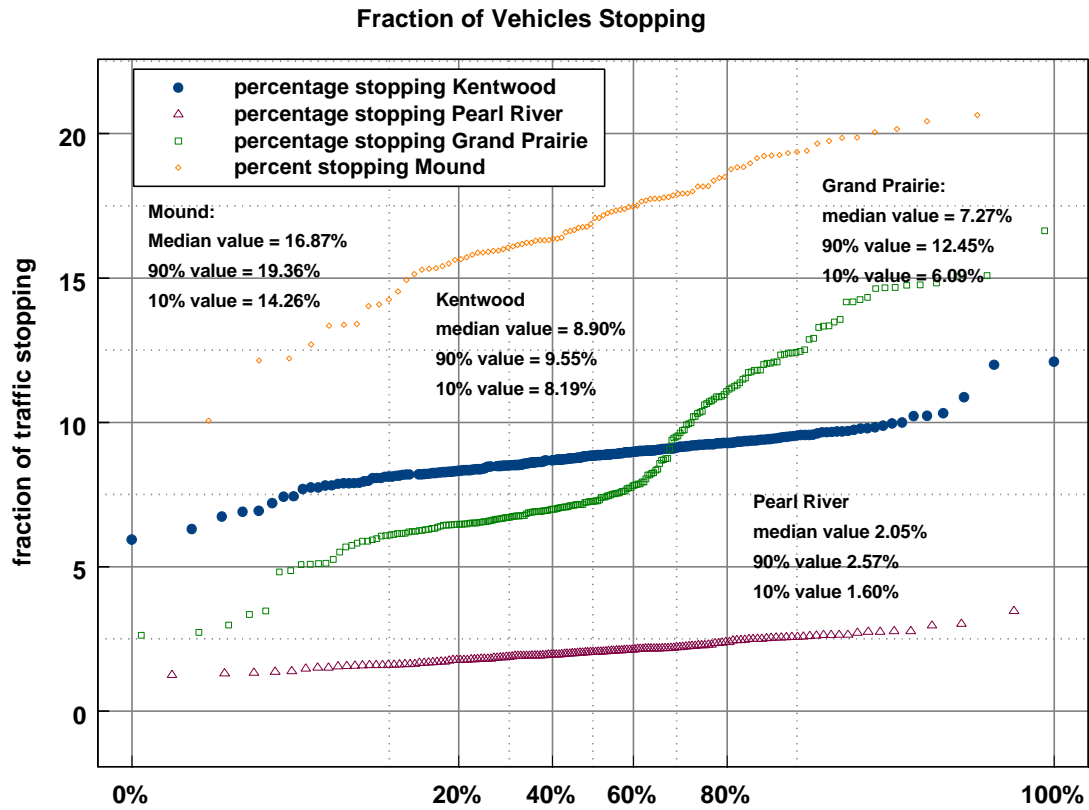 Fraction of Vehicles Stopping
percentage stopping Kentwood
percentage stopping Pearl River
percentage stopping Grand Prairie
percent stopping Mound
Mound:
Median value = 16.87%
90% value = 19.36%
10% value = 14.26%
Kentwood
median value = 8.90%
90% value = 9.55%
10% value = 8.19%
Grand Prairie:
median value = 7.27%
90% value = 12.45%
10% value = 6.09%
Pearl River
median value 2.05%
90% value 2.57%
10% value 1.60%
fraction of traffic stopping
20
15
10
5
0
0%
20%
40%
60%
80%
100%